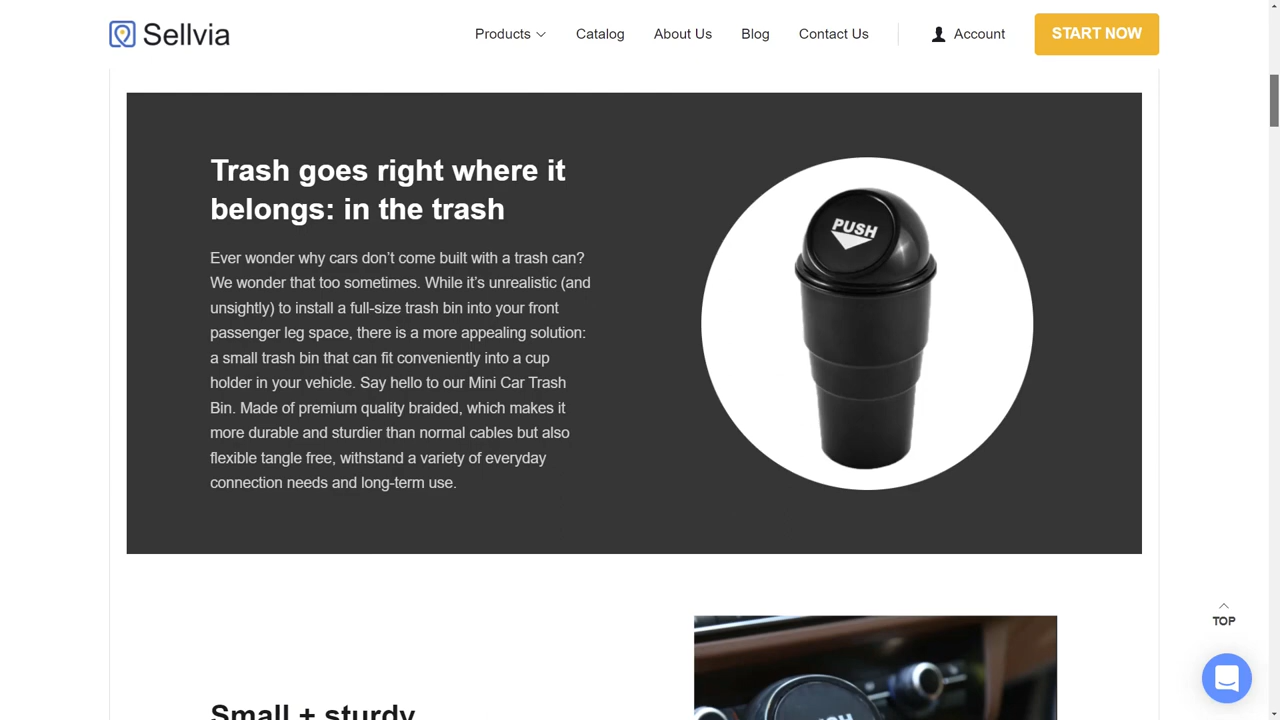 Sellvia
Products
Catalog
About Us
Blog
Contact Us
Account
START NOW
Trash goes right where it
belongs: in the trash
Ever wonder why cars don’t come built with a trash can?
We wonder that too sometimes. While it’s unrealistic (and
unsightly) to install a full-size trash bin into your front
passenger leg space, there is a more appealing solution:
a small trash bin that can fit conveniently into a cup
holder in your vehicle. Say hello to our Mini Car Trash
Bin. Made of premium quality braided, which makes it
more durable and sturdier than normal cables but also
flexible tangle free, withstand a variety of everyday
connection needs and long-term use.
PUSH
TOP
Small + sturdy